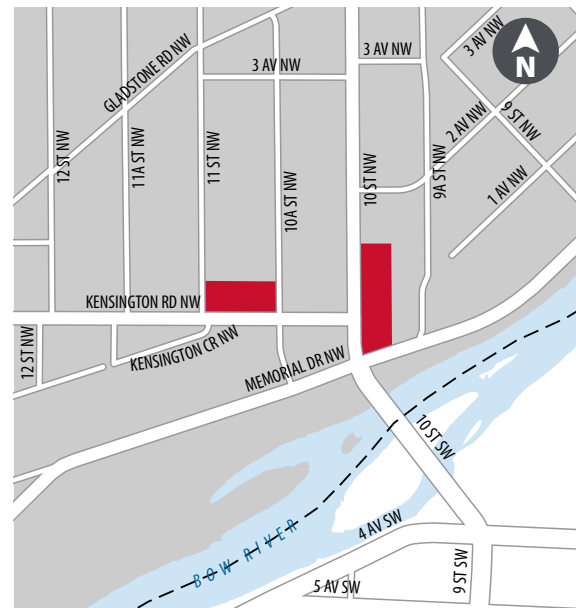 3 AV NW
3 AV NW
N
GLADSTONE RD NW
3 AV NW
9 ST NW
2 AV NW
12 ST NW
11A ST NW
11 ST NW
10A ST NW
10 ST NW
9A ST NW
1 AV NW
KENSINGTON RD NW
12 ST NW
KENSINGTON CR NW
MEMORIAL DR NW
10 ST SW
4 AV SW
BOW RIVER
5 AV SW
9 ST SW